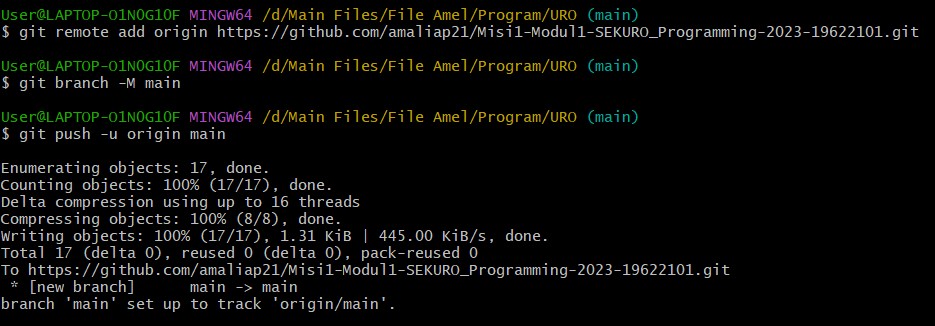 User@LAPTOP-O1N0G1OF MINGW64 /d/Main Files/File Amel/Program/URO (main)
$ git remote add origin https://github.com/amaliap21/Misi1-Modul1-SEKURO_Programming-2023-19622101.git
User@LAPTOP-O1N0G1OF MINGW64 /d/Main Files/File Amel/Program/URO (main)
$ git branch -M main
User@LAPTOP-O1N0G1OF MINGW64 /d/Main Files/File Amel/Program/URO (main)
$ git push -u origin main
Enumerating objects: 17, done.
Counting objects: 100% (17/17), done.
Delta compression using up to 16 threads
Compressing objects: 100% (8/8), done.
Writing objects: 100% (17/17), 1.31 KiB | 445.00 KiB/s, done.
Total 17 (delta 0), reused 0 (delta 0), pack-reused 0
To https://github.com/amaliap21/Misi1-Modul1-SEKURO_Programming-2023-19622101.git
 * [new branch]      main -> main
branch 'main' set up to track 'origin/main'.